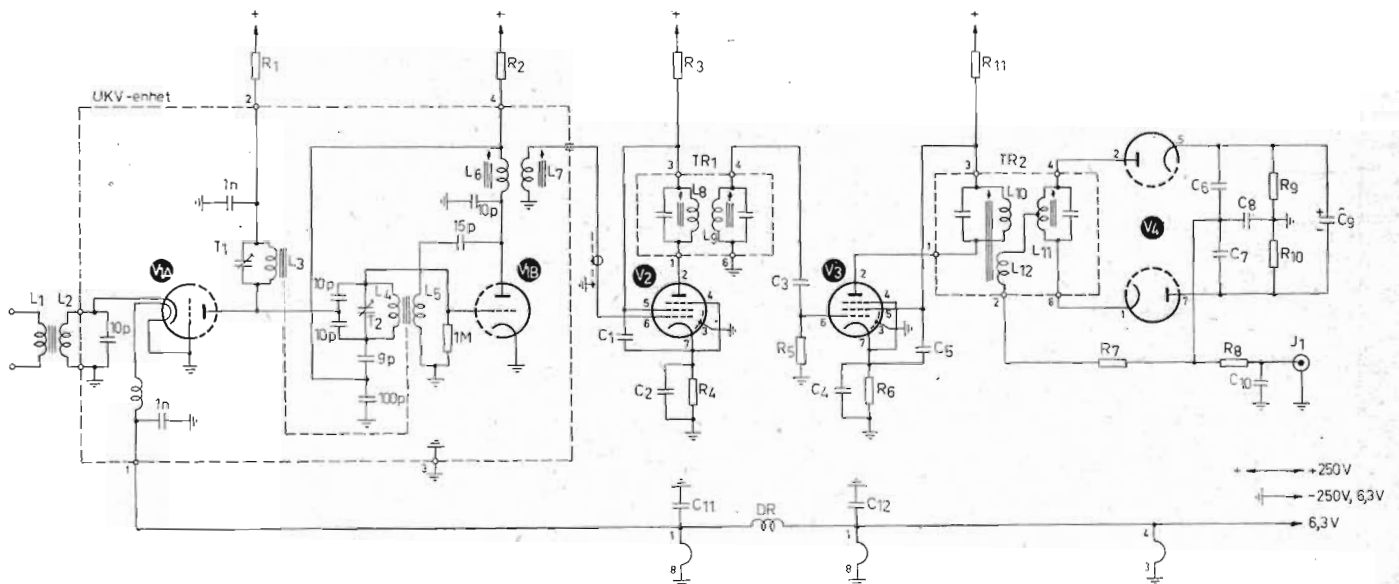 + + + +
R1 R2 R3 R11
UKV-enhet
2 4
1n
T1
L3
V1A
L1 L2
10p
1n
1
10p
10p
T2
L4
L5
9p
100p
1M
15p
L6
10p
L7
V1B
3
3 TR1 4
L8
L9
1 6
V2
2
5 4
6 3
7
C1
C2
R4
C3
R5
V3
2
4
5
6 3
7
C4
R6
C5
3 TR2 4
L10
L11
L12
1
2 6
2 5
V4
1 7
C6
C7
C8
R9
R10
+
C9
-
R7
R8
J1
C10
+ +250V
-250V, 6,3V
6,3V
C11
DR
C12
1 1 4
8 8 3